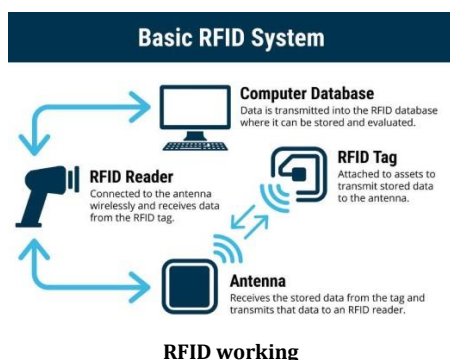 Basic RFID System
Computer Database
Data is transmitted into the RFID database
where it can be stored and evaluated.
RFID Tag
Attached to assets to
transmit stored data
to the antenna.
RFID Reader
Connected to the antenna
wirelessly and receives data
from the RFID tag.
Antenna
Receives the stored data from the tag and
transmits that data to an RFID reader.
RFID working